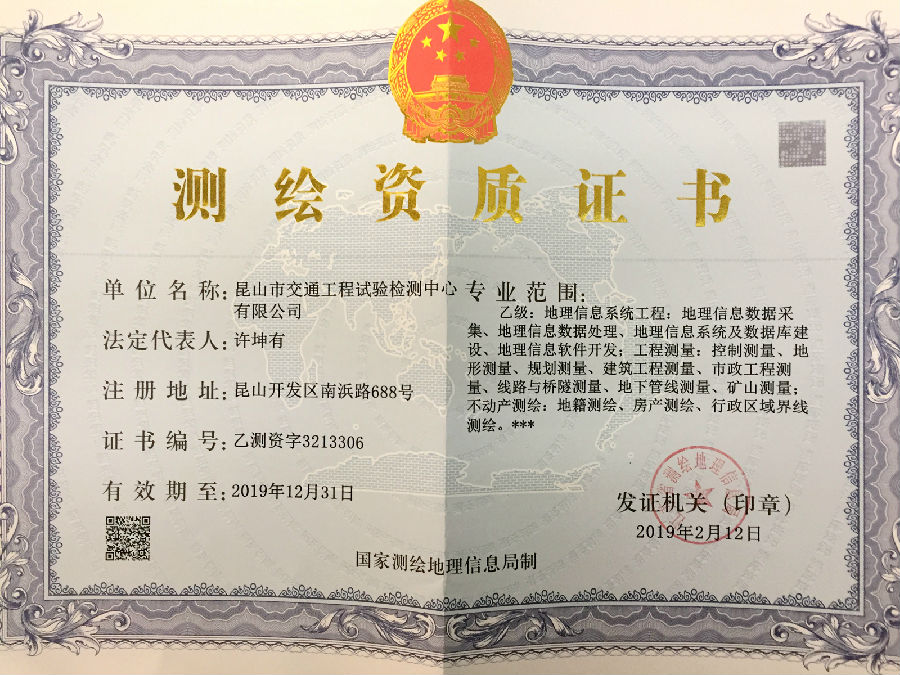 测绘资质证书
单位名称:昆山市交通工程试验检测中心
有限公司
法定代表人:许坤有
注册地址:昆山开发区南浜路688号
证书编号:乙测资字3213306
有效期至:2019年12月31日
专业范围:
乙级:地理信息系统工程:地理信息数据采
集、地理信息数据处理、地理信息系统及数据库建
设、地理信息软件开发;工程测量:控制测量、地
形测量、规划测量、建筑工程测量、市政工程测
量、线路与桥隧测量、地下管线测量、矿山测量;
不动产测绘:地籍测绘、房产测绘、行政区域界线
测绘。***
发证机关(印章)
2019年2月12日
国家测绘地理信息局制